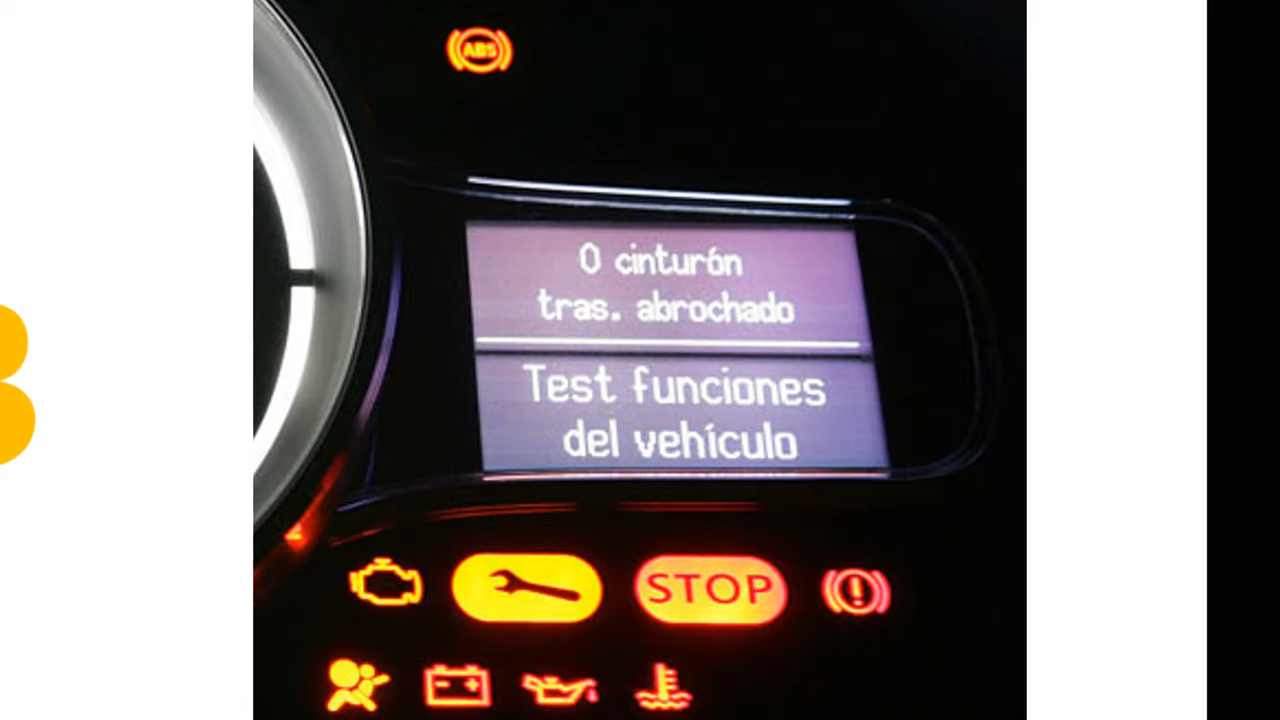 ABS
0 cinturón
tras. abrochado
Test funciones
del vehículo
STOP